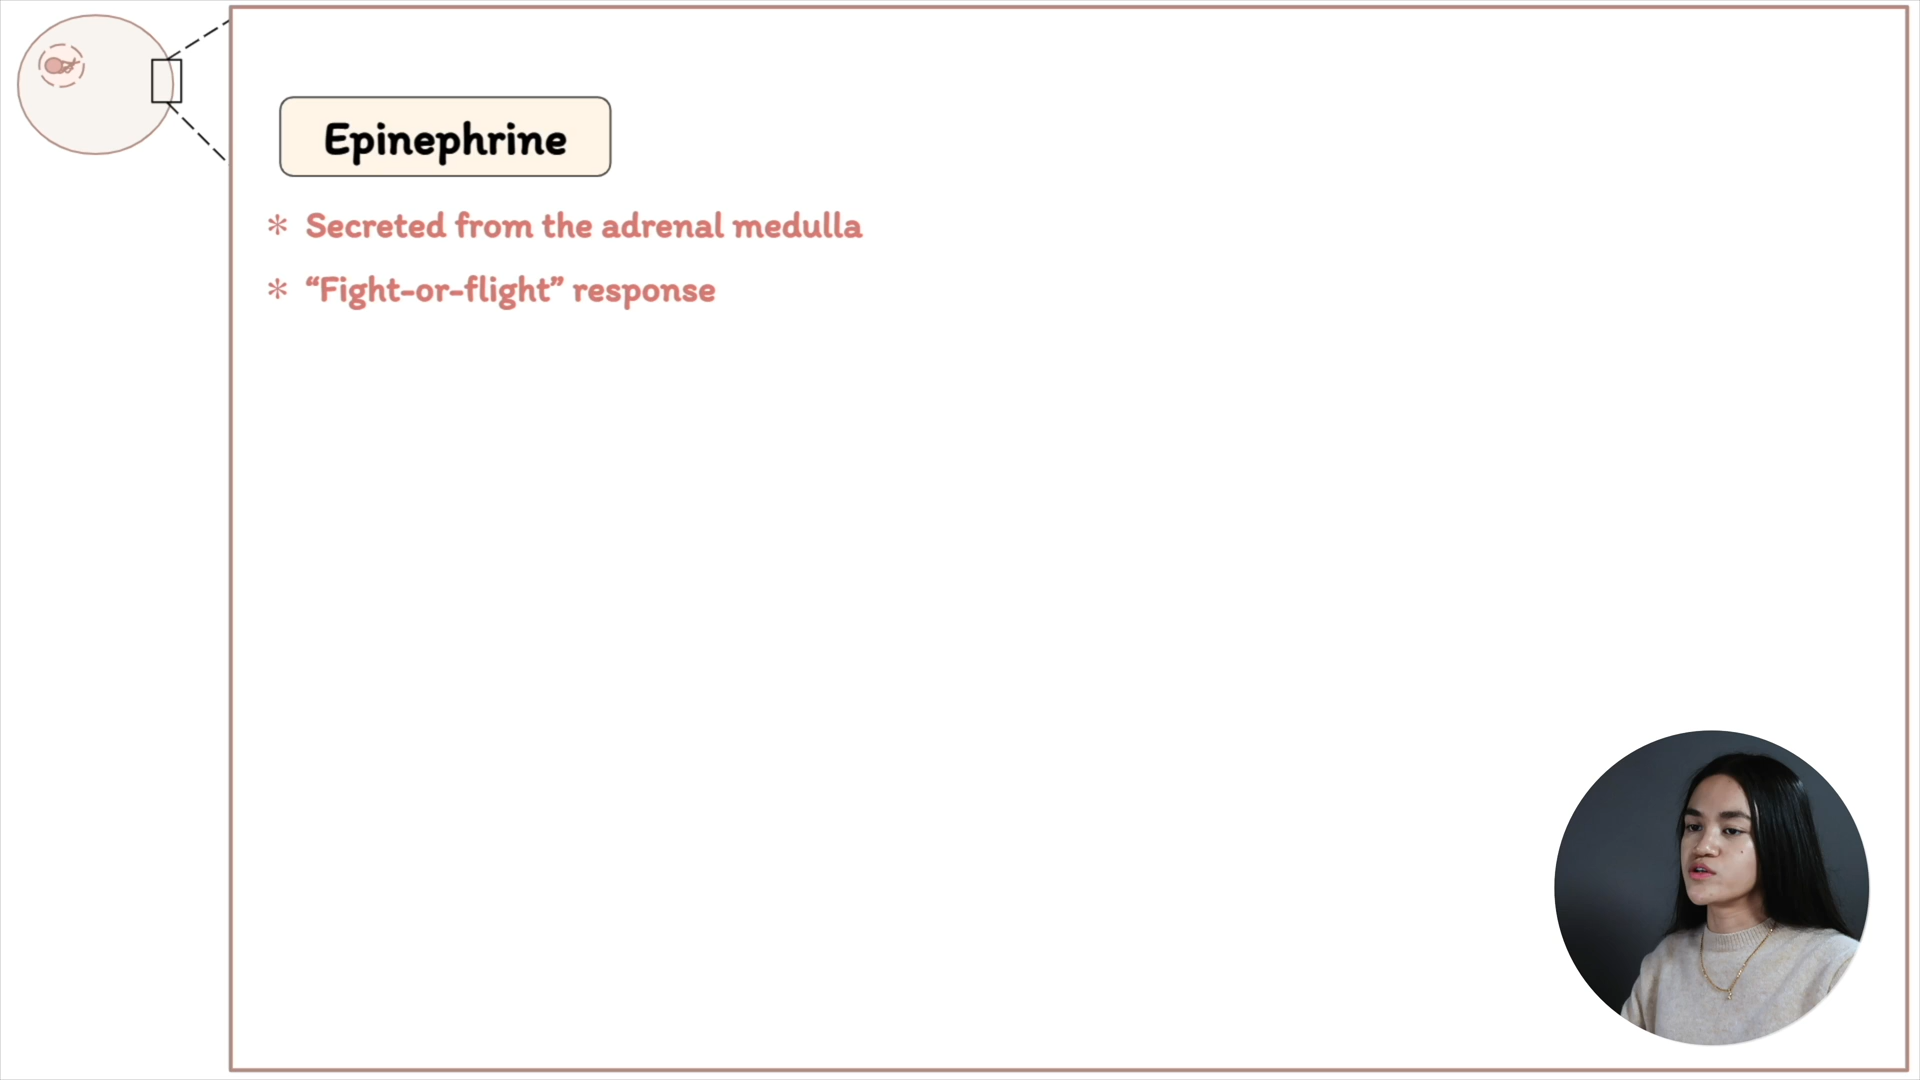 Epinephrine
* Secreted from the adrenal medulla
* “Fight-or-flight” response